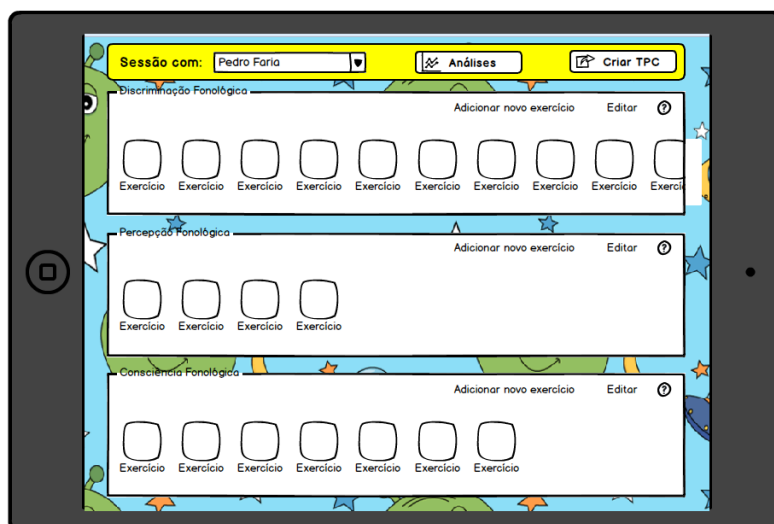 Sessão com: Pedro Faria Análises Criar TPC
Discriminação Fonológica
Adicionar novo exercício Editar ?
Exercício Exercício Exercício Exercício Exercício Exercício Exercício Exercício Exercício Exercíc
Percepção Fonológica
Adicionar novo exercício Editar ?
Exercício Exercício Exercício Exercício
Consciência Fonológica
Adicionar novo exercício Editar ?
Exercício Exercício Exercício Exercício Exercício Exercício Exercício